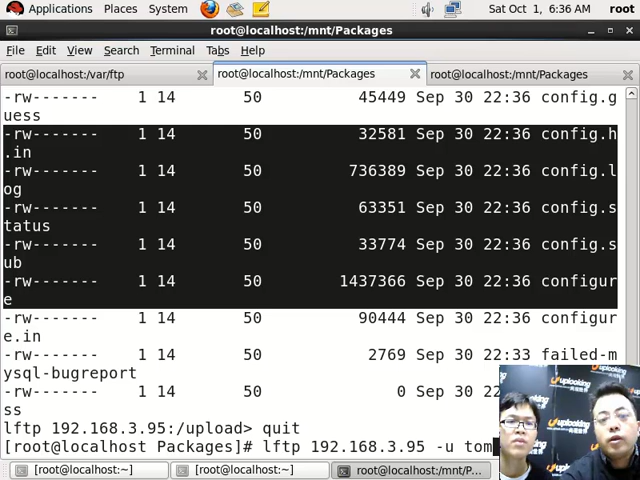 Applications Places System Sat Oct 1, 6:36 AM root
root@localhost:/mnt/Packages
File Edit View Search Terminal Tabs Help
root@localhost:/var/ftp root@localhost:/mnt/Packages root@localhost:/mnt/Packages
-rw------- 1 14 50 45449 Sep 30 22:36 config.g
uess
-rw------- 1 14 50 32581 Sep 30 22:36 config.h
.in
-rw------- 1 14 50 736389 Sep 30 22:36 config.l
og
-rw------- 1 14 50 63351 Sep 30 22:36 config.s
tatus
-rw------- 1 14 50 33774 Sep 30 22:36 config.s
ub
-rw------- 1 14 50 1437366 Sep 30 22:36 configur
e
-rw------- 1 14 50 90444 Sep 30 22:36 configur
e.in
-rw------- 1 14 50 2769 Sep 30 22:33 failed-m
ysql-bugreport
-rw------- 1 14 50 0 Sep
ss
lftp 192.168.3.95:/upload> quit
[root@localhost Packages]# lftp 192.168.3.95 -u tom
uplooking
uplooking
[root@localhost:~] [root@localhost:~] root@localhost:/mnt/P...